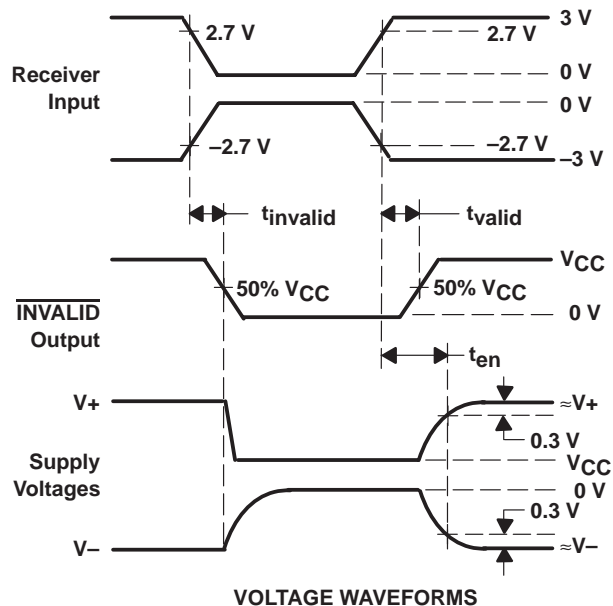 3 V
2.7 V
2.7 V
Receiver
Input
0 V
0 V
–2.7 V
–2.7 V
–3 V
tinvalid
tvalid
VCC
50% VCC
50% VCC
INVALID
Output
0 V
ten
V+
≈V+
0.3 V
Supply
Voltages
VCC
0 V
0.3 V
V–
≈V–
VOLTAGE WAVEFORMS